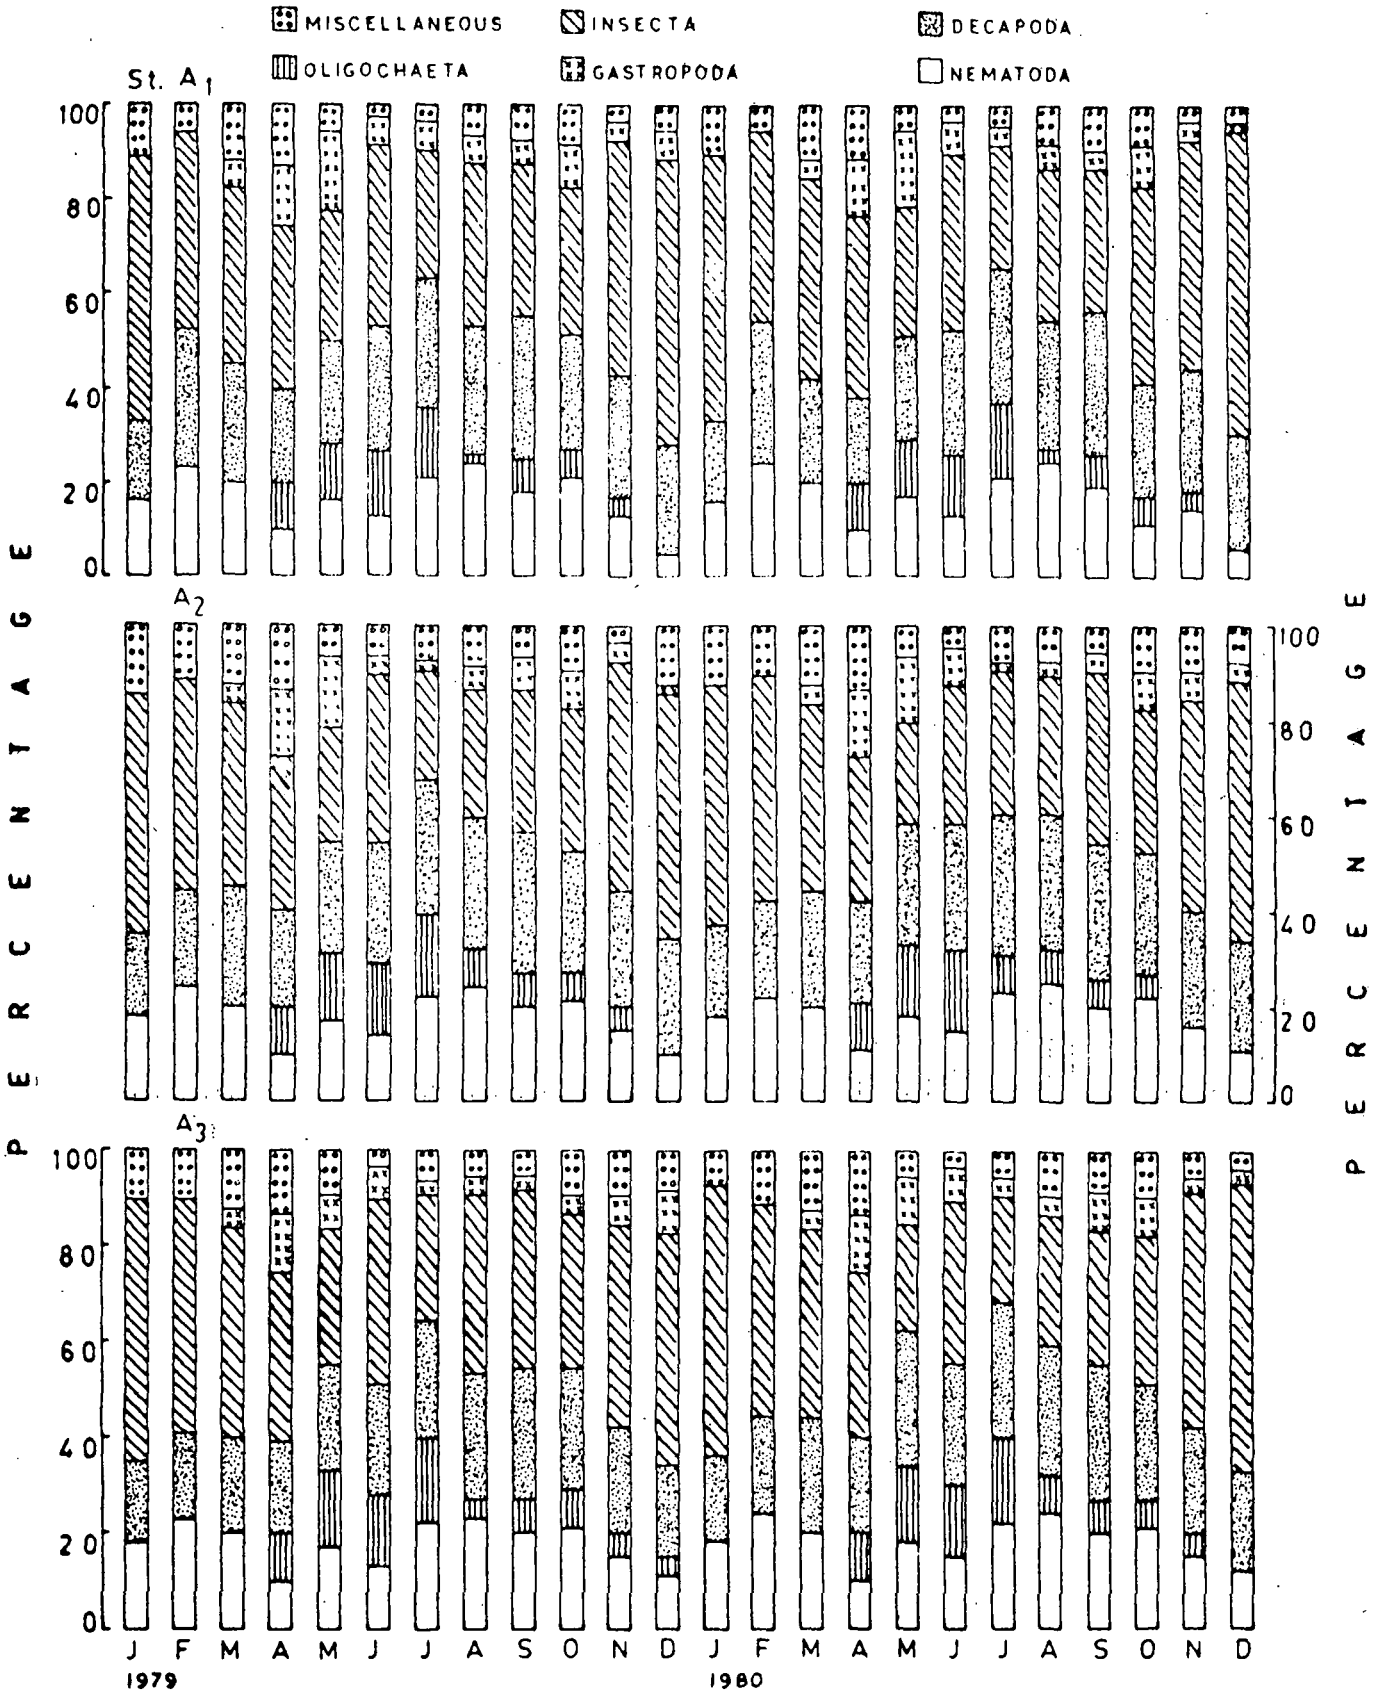 MISCELLANEOUS INSECTA DECAPODA
OLIGOCHAETA GASTROPODA NEMATODA
St. A1
100
80
60
40
20
0
A2
100
80
60
40
20
0
A3
100
80
60
40
20
0
PERCENTAGE
PERCENTAGE
J F M A M J J A S O N D J F M A M J J A S O N D
1979 1980